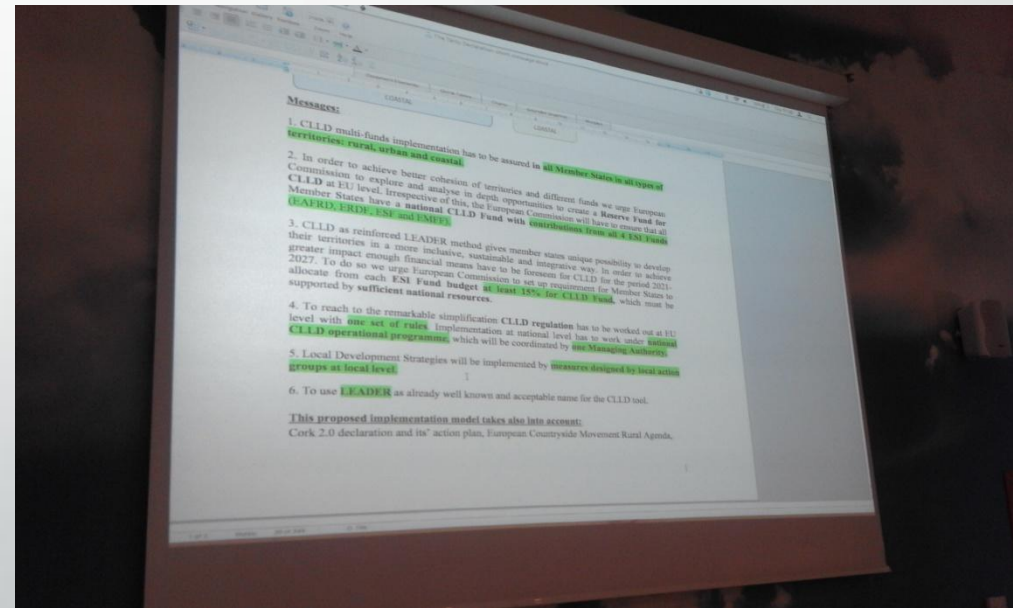 COASTAL
COASTAL
Messages:
1. CLLD multi-funds implementation has to be assured in all Member States in all types of
territories: rural, urban and coastal.
2. In order to achieve better cohesion of territories and different funds we urge European
Commission to explore and analyse in depth opportunities to create a Reserve Fund for
CLLD at EU level. Irrespective of this, the European Commission will have to ensure that all
Member States have a national CLLD Fund with contributions from all 4 ESI Funds
(EAFRD, ERDF, ESF and EMFF).
3. CLLD as reinforced LEADER method gives member states unique possibility to develop
their territories in a more inclusive, sustainable and integrative way. In order to achieve
greater impact enough financial means have to be foreseen for CLLD for the period 2021-
2027. To do so we urge European Commission to set up requirement for Member States to
allocate from each ESI Fund budget at least 15% for CLLD Fund, which must be
supported by sufficient national resources.
4. To reach to the remarkable simplification CLLD regulation has to be worked out at EU
level with one set of rules. Implementation at national level has to work under national
CLLD operational programme, which will be coordinated by one Managing Authority.
5. Local Development Strategies will be implemented by measures designed by local action
groups at local level.
6. To use LEADER as already well known and acceptable name for the CLLD tool.
This proposed implementation model takes also into account:
Cork 2.0 declaration and its' action plan, European Countryside Movement Rural Agenda,